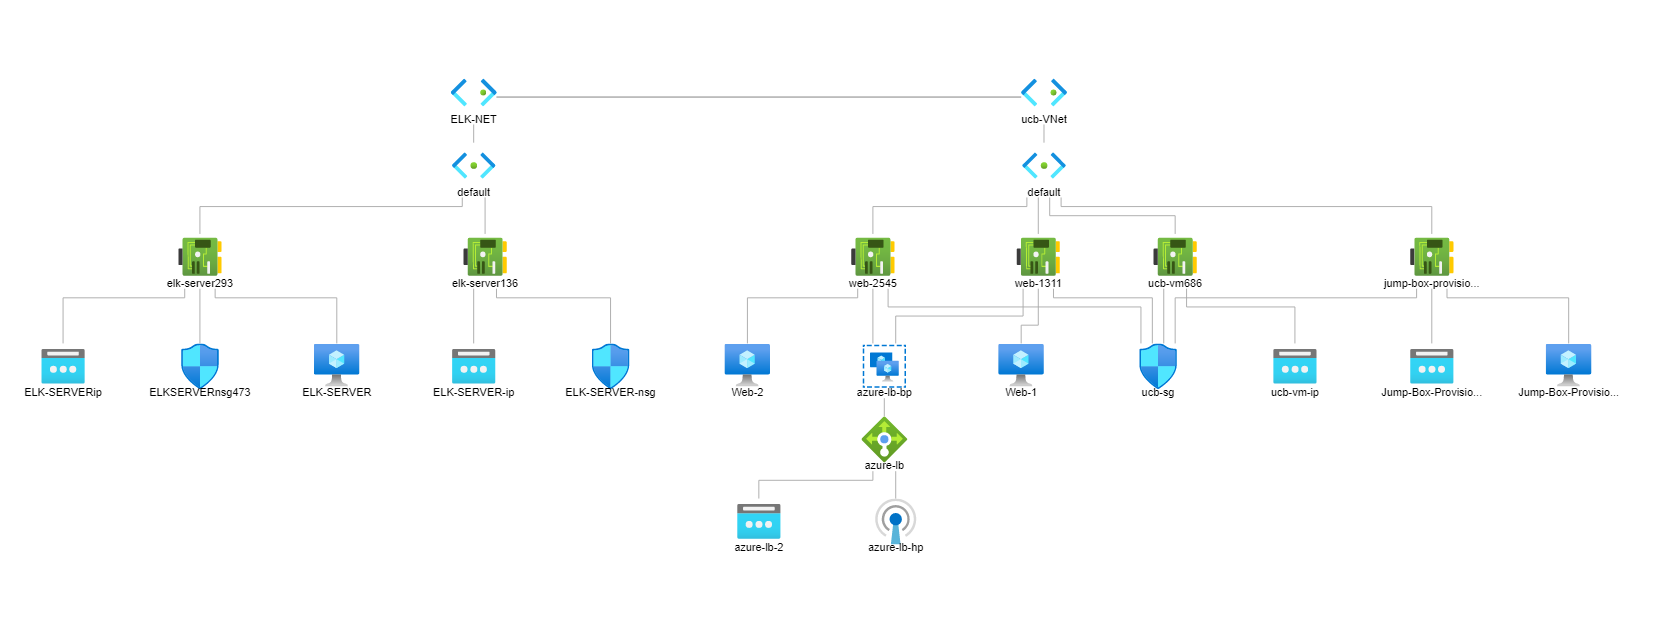 ELK-NET
ucb-VNet
default
default
elk-server293
elk-server136
web-2545
web-1311
ucb-vm686
jump-box-provisio...
ELK-SERVERip
ELKSERVERnsg473
ELK-SERVER
ELK-SERVER-ip
ELK-SERVER-nsg
Web-2
azure-lb-bp
Web-1
ucb-sg
ucb-vm-ip
Jump-Box-Provisio...
Jump-Box-Provisio...
azure-lb
azure-lb-2
azure-lb-hp